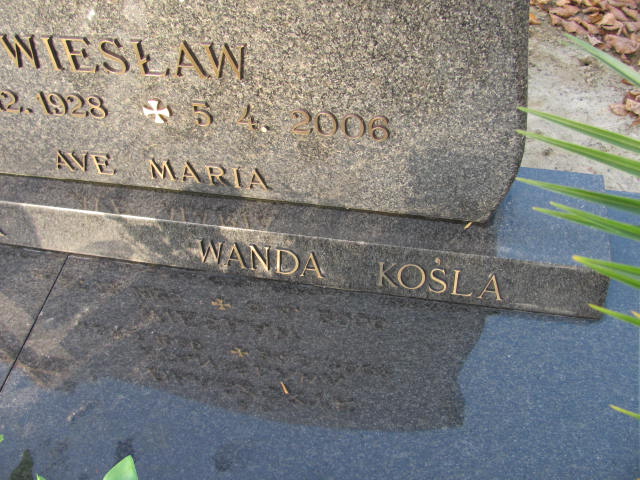 WIESŁAW
2.1928 5 4. 2006
AVE MARIA
WANDA KOŚLA